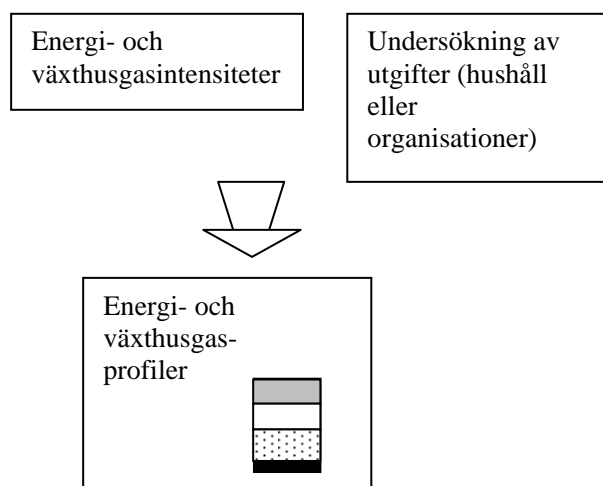 Energi- och
växthusgasintensiteter
Undersökning av
utgifter (hushåll
eller
organisationer)
Energi- och
växthusgas-
profiler